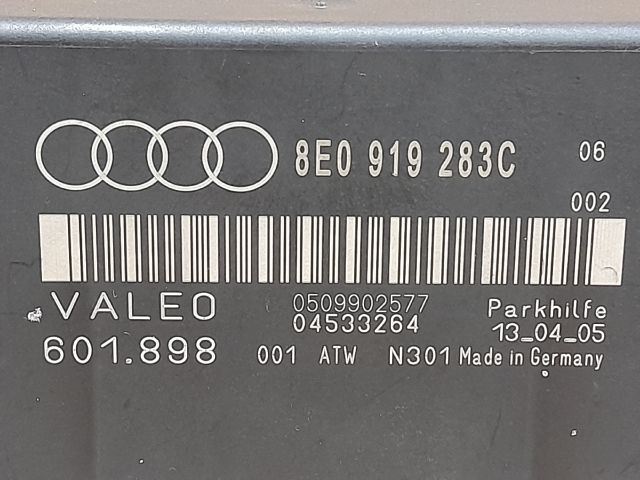 8E0 919 283C 06
002
VALEO 0509902577 Parkhilfe
04533264 13_04_05
601.898 001 ATW N301 Made in Germany